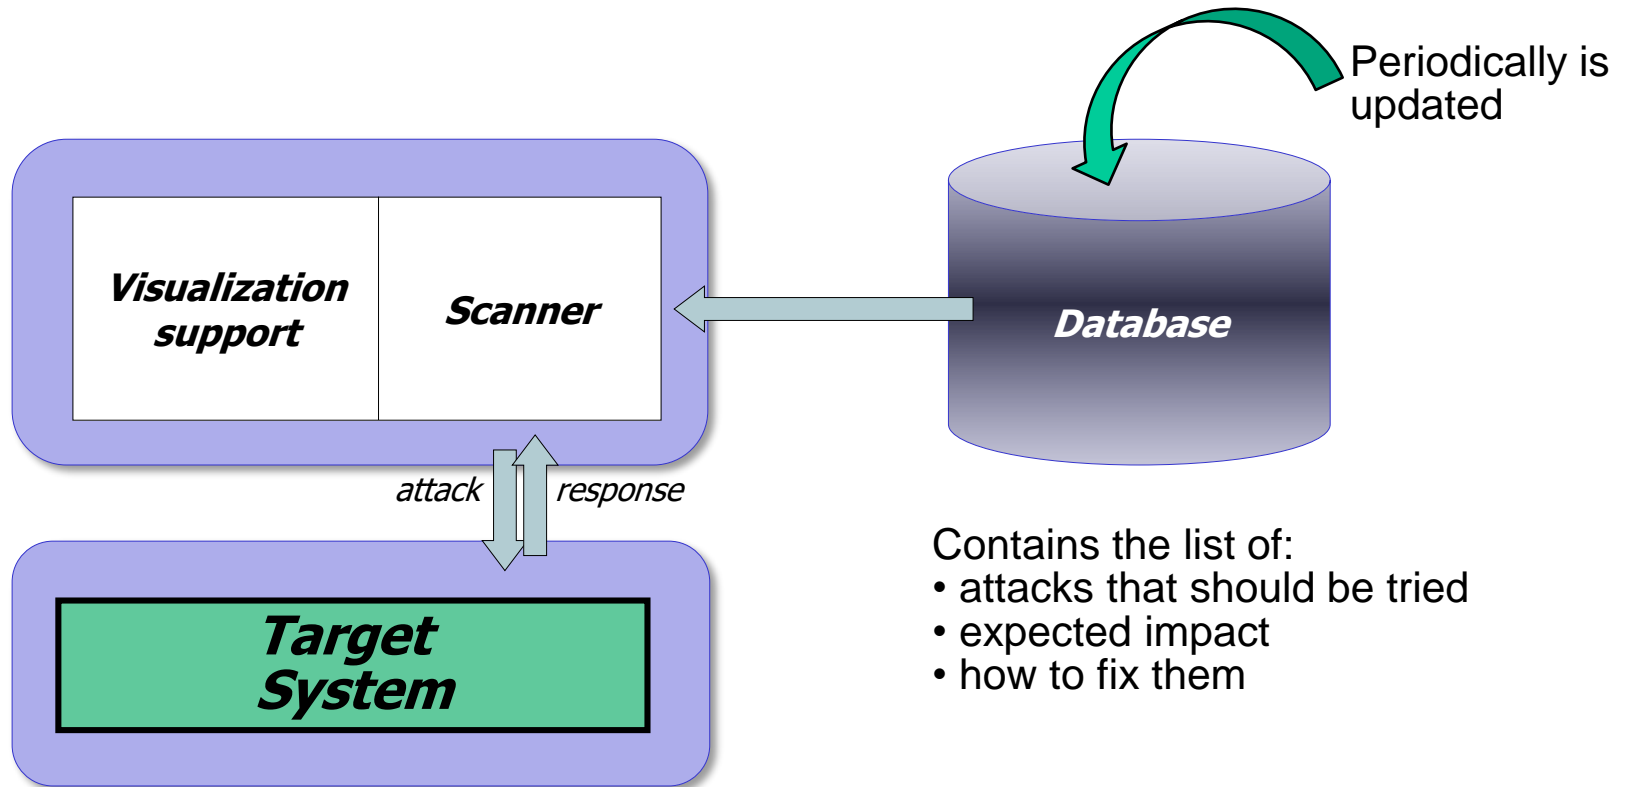 Periodically is
updated
Visualization
support
Scanner
Database
attack
response
Target
System
Contains the list of:
• attacks that should be tried
• expected impact
• how to fix them